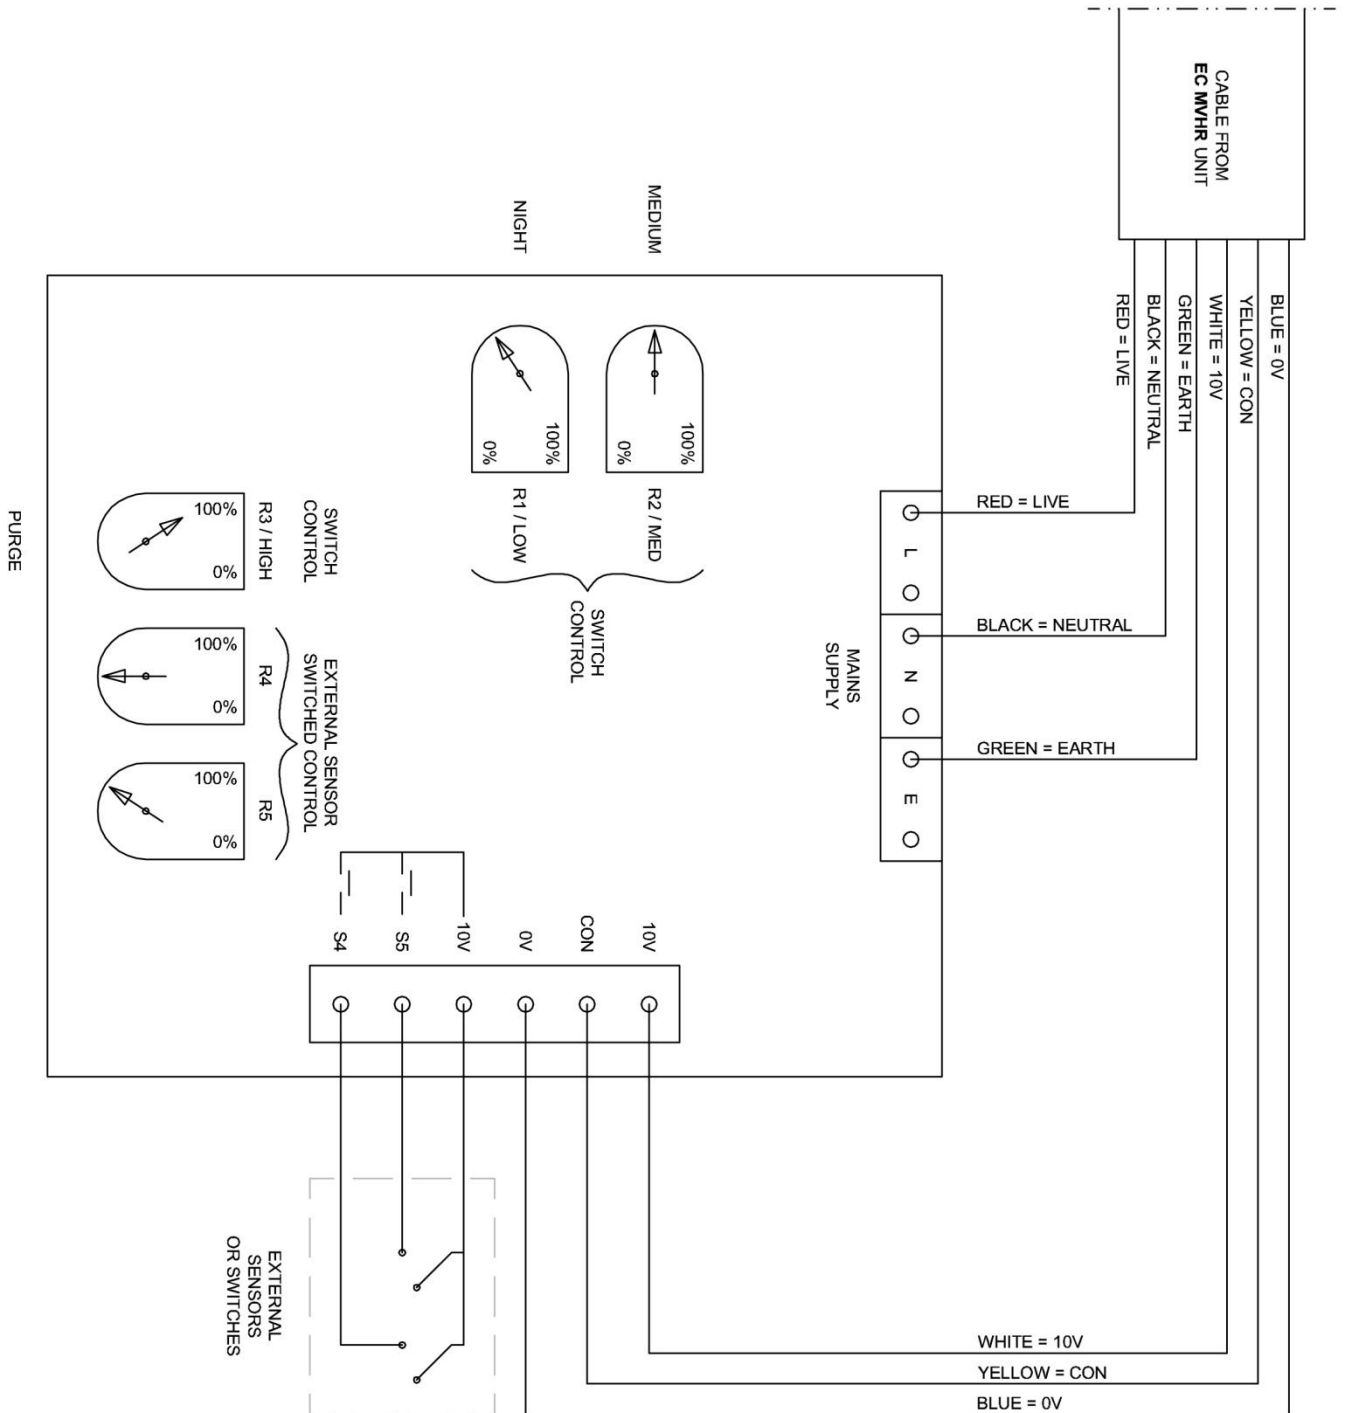 CABLE FROM
EC MVHR UNIT
RED = LIVE
BLACK = NEUTRAL
GREEN = EARTH
WHITE = 10V
YELLOW = CON
BLUE = 0V
NIGHT
MEDIUM
0%
100%
R1 / LOW
0%
100%
R2 / MED
SWITCH
CONTROL
RED = LIVE
BLACK = NEUTRAL
GREEN = EARTH
L
N
E
MAINS
SUPPLY
PURGE
100%
0%
R3 / HIGH
SWITCH
CONTROL
100%
0%
R4
100%
0%
R5
EXTERNAL SENSOR
SWITCHED CONTROL
S4
S5
10V
0V
CON
10V
EXTERNAL
SENSORS
OR SWITCHES
WHITE = 10V
YELLOW = CON
BLUE = 0V